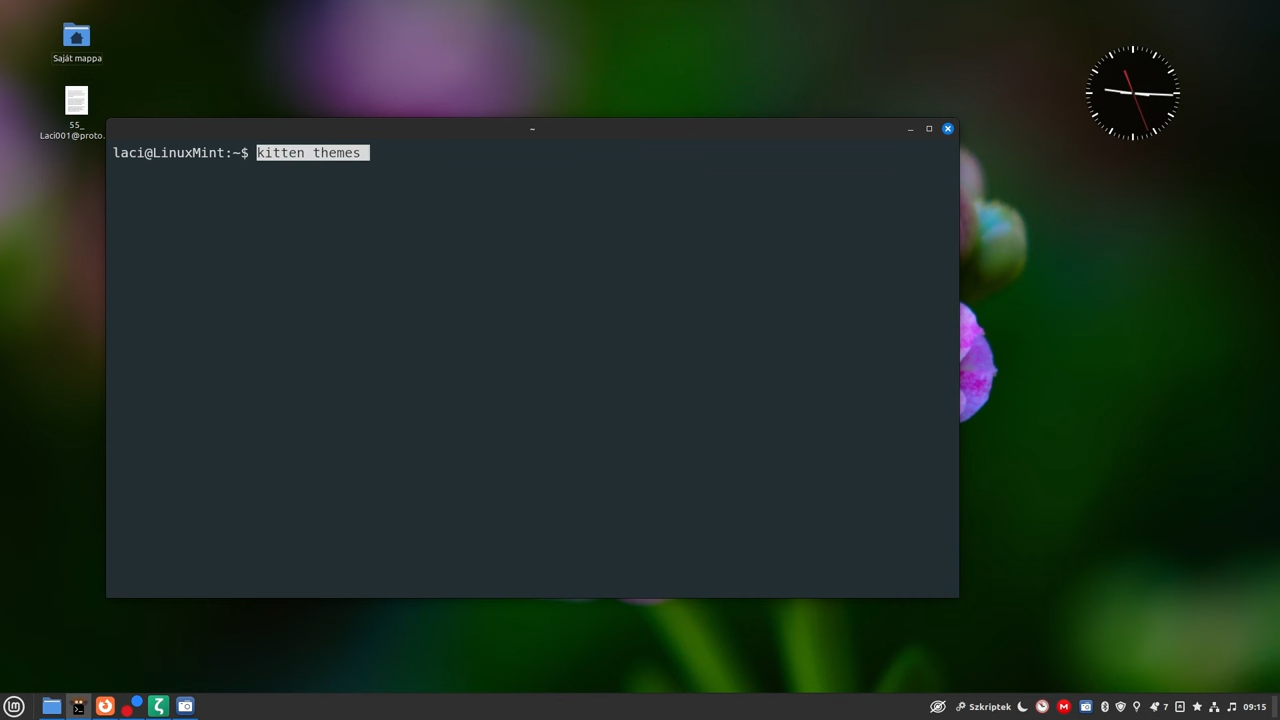 Saját mappa
55_
Laci001@proto...
~
laci@LinuxMint:~$ kitten themes
Szkriptek
7
09:15